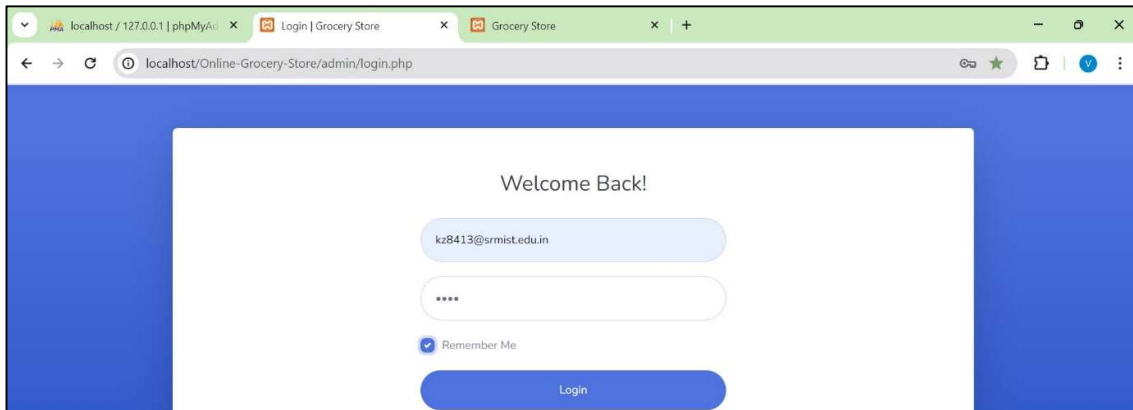 localhost / 127.0.0.1 | phpMyAd
Login | Grocery Store
Grocery Store
localhost/Online-Grocery-Store/admin/login.php
V
Welcome Back!
kz8413@srmist.edu.in
••••
Remember Me
Login